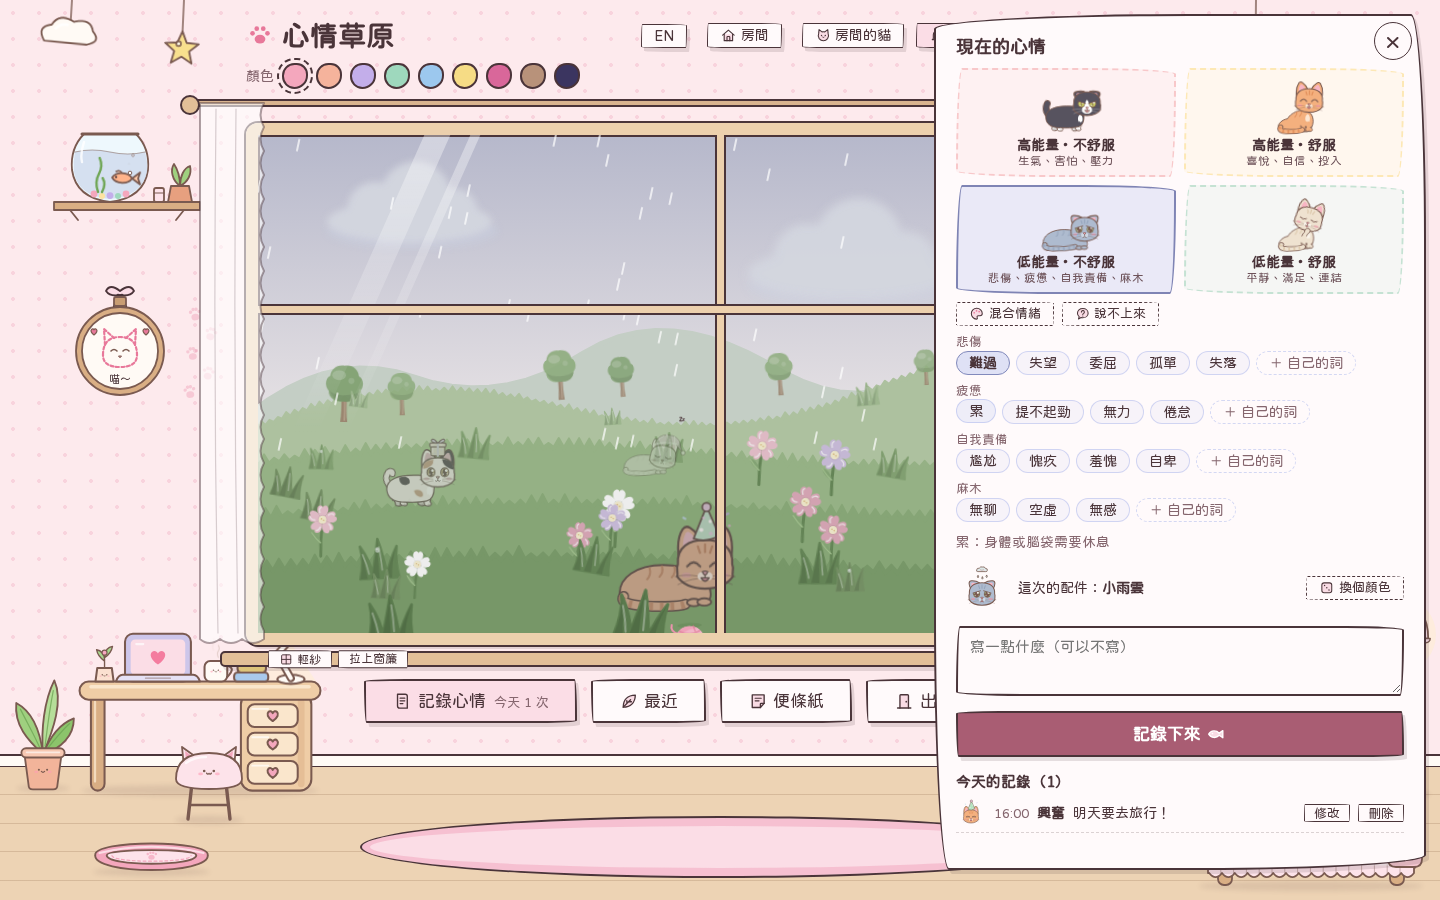 心情草原
EN
房間
房間的貓
顏色
喵～
輕紗
拉上窗簾
記錄心情 今天 1 次
最近
便條紙
出
現在的心情
高能量・不舒服
生氣、害怕、壓力
高能量・舒服
喜悅、自信、投入
低能量・不舒服
悲傷、疲憊、自我責備、麻木
低能量・舒服
平靜、滿足、連結
混合情緒
說不上來
悲傷
難過 失望 委屈 孤單 失落 ＋ 自己的詞
疲憊
累 提不起勁 無力 倦怠 ＋ 自己的詞
自我責備
尷尬 愧疚 羞愧 自卑 ＋ 自己的詞
麻木
無聊 空虛 無感 ＋ 自己的詞
累：身體或腦袋需要休息
這次的配件：小雨雲
換個顏色
寫一點什麼（可以不寫）
記錄下來
今天的記錄（1）
16:00 興奮 明天要去旅行！
修改 刪除